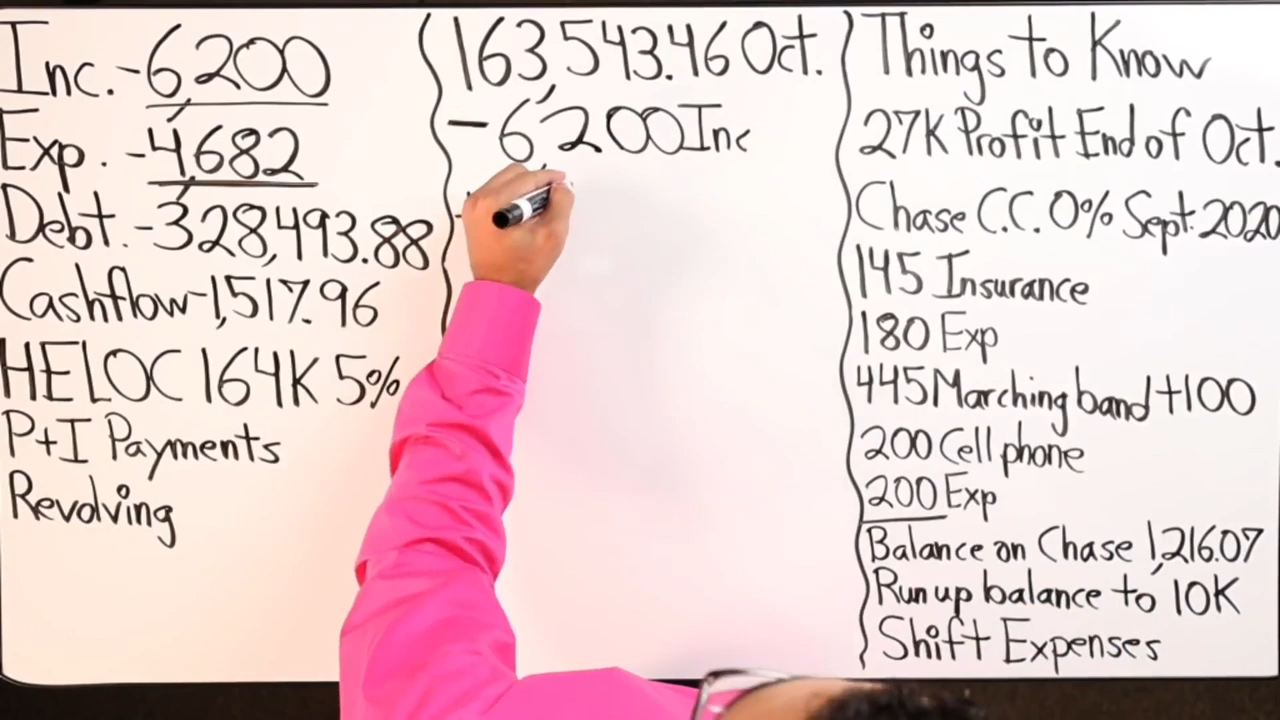 Inc. - 6,200
Exp. - 4,682
Debt. - 328,493.88
Cashflow - 1,517.96
HELOC 164K 5%
P+I Payments
Revolving
163,543.46 Oct.
- 6,200 Inc
Things to Know
27K Profit End of Oct.
Chase C.C. 0% Sept. 2020
145 Insurance
180 Exp
445 Marching band +100
200 Cell phone
200 Exp
Balance on Chase 1,216.07
Run up balance to 10K
Shift Expenses